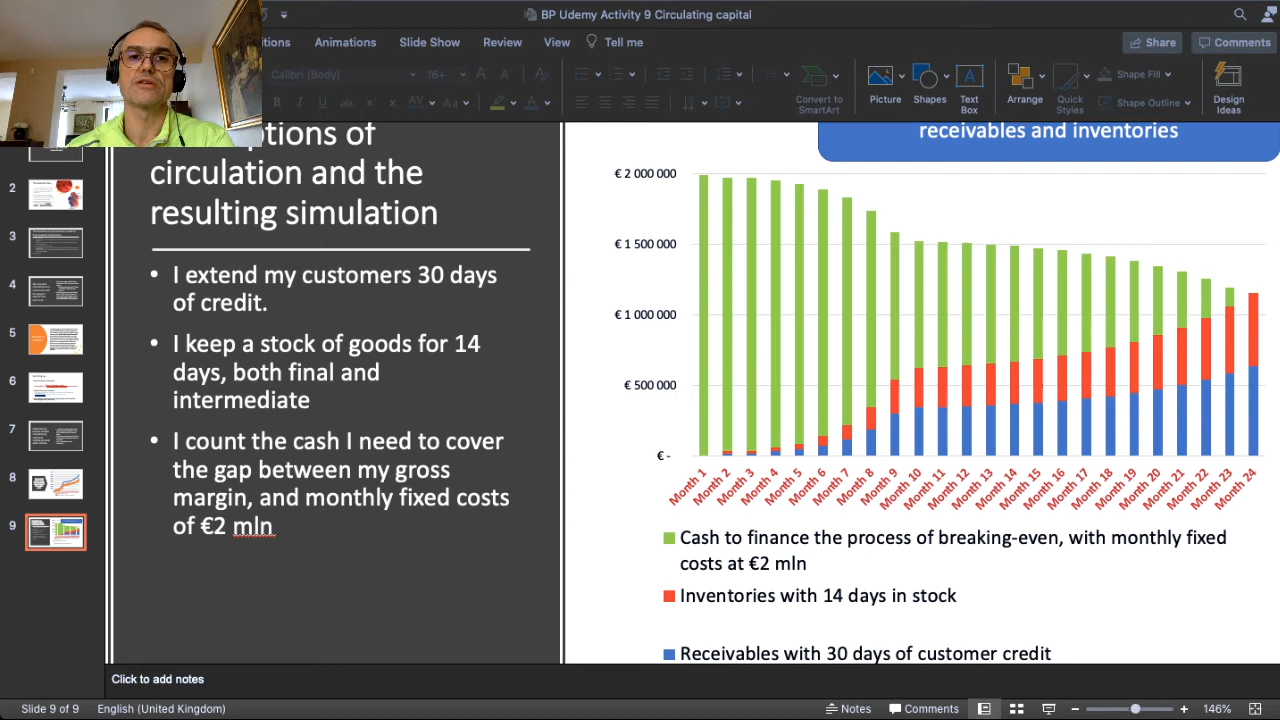 BP Udemy Activity 9 Circulating capital
Animations
Slide Show
Review
View
Tell me
Share
Comments
Calibri (Body)
16+
Convert to
SmartArt
Picture
Shapes
Text
Box
Arrange
Quick
Styles
Shape Fill
Shape Outline
Design
Ideas
2
3
4
5
6
7
8
9
circulation and the
resulting simulation
• I extend my customers 30 days
of credit.
• I keep a stock of goods for 14
days, both final and
intermediate
• I count the cash I need to cover
the gap between my gross
margin, and monthly fixed costs
of €2 mln
receivables and inventories
€ 2 000 000
€ 1 500 000
€ 1 000 000
€ 500 000
€ -
Month 1
Month 2
Month 3
Month 4
Month 5
Month 6
Month 7
Month 8
Month 9
Month 10
Month 11
Month 12
Month 13
Month 14
Month 15
Month 16
Month 17
Month 18
Month 19
Month 20
Month 21
Month 22
Month 23
Month 24
Cash to finance the process of breaking-even, with monthly fixed
costs at €2 mln
Inventories with 14 days in stock
Receivables with 30 days of customer credit
Click to add notes
Slide 9 of 9
English (United Kingdom)
Notes
Comments
146%